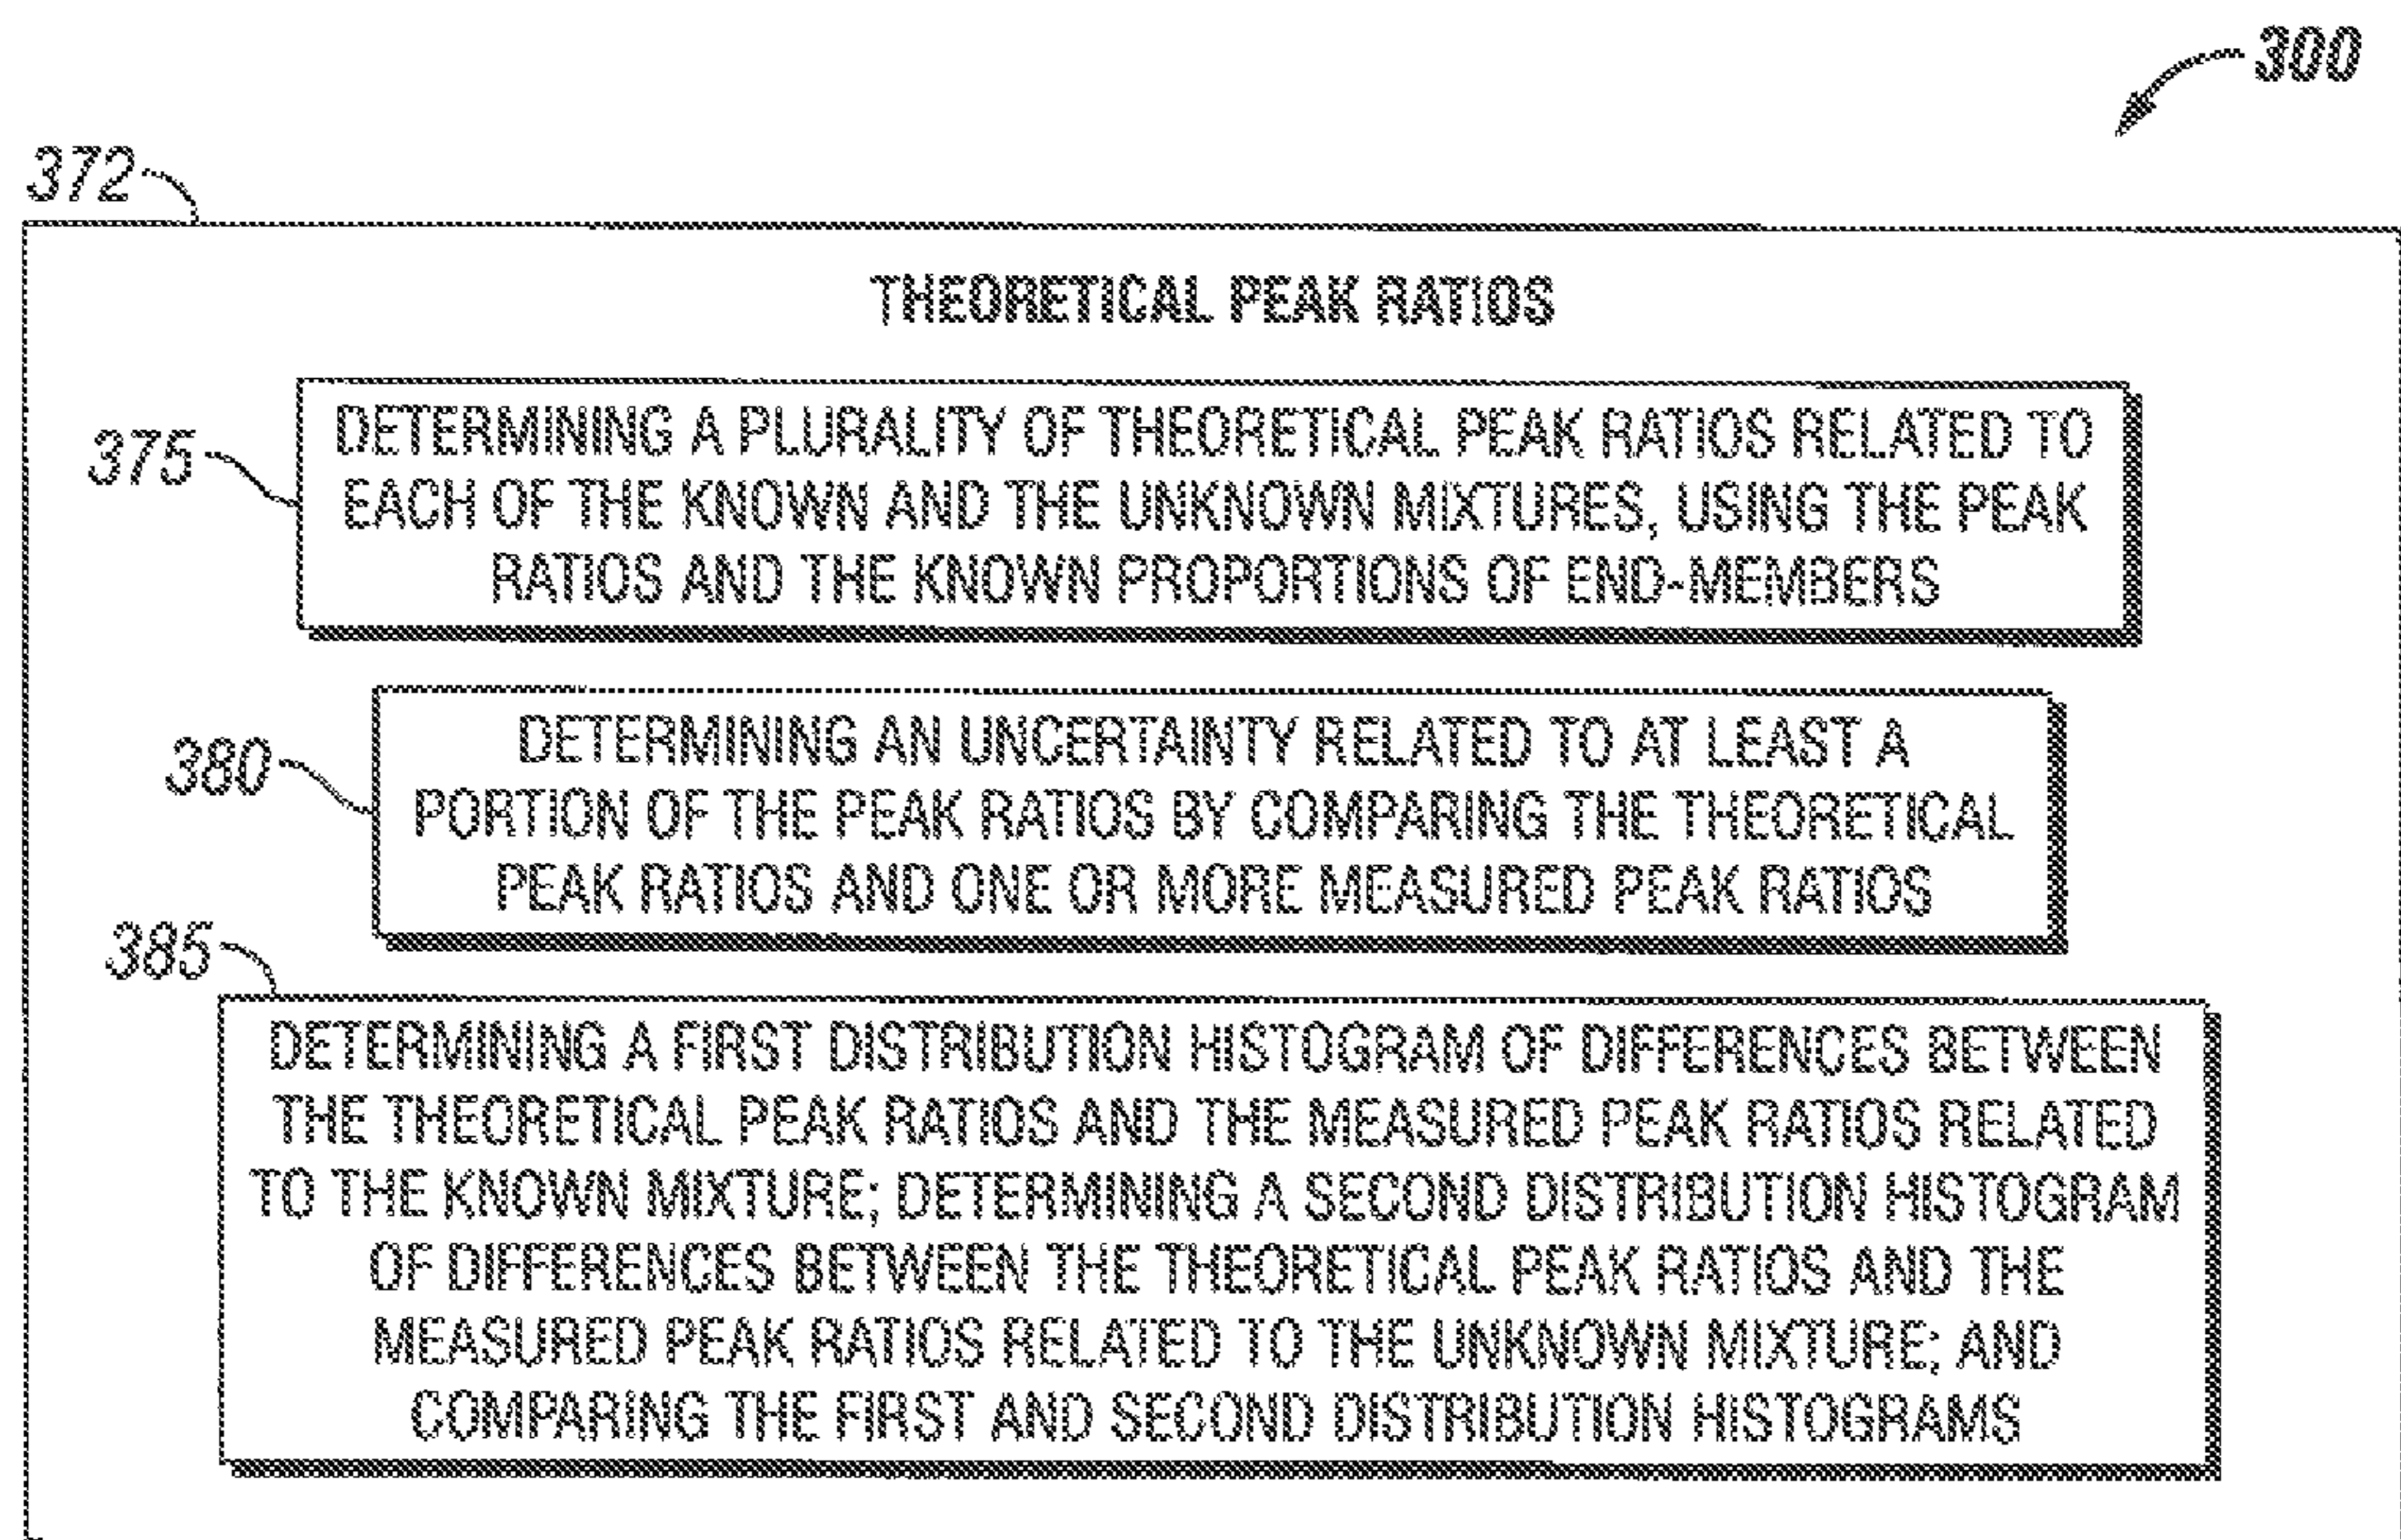 300
372
THEORETICAL PEAK RATIOS
375
DETERMINING A PLURALITY OF THEORETICAL PEAK RATIOS RELATED TO
EACH OF THE KNOWN AND THE UNKNOWN MIXTURES, USING THE PEAK
RATIOS AND THE KNOWN PROPORTIONS OF END-MEMBERS
380
DETERMINING AN UNCERTAINTY RELATED TO AT LEAST A
PORTION OF THE PEAK RATIOS BY COMPARING THE THEORETICAL
PEAK RATIOS AND ONE OR MORE MEASURED PEAK RATIOS
385
DETERMINING A FIRST DISTRIBUTION HISTOGRAM OF DIFFERENCES BETWEEN
THE THEORETICAL PEAK RATIOS AND THE MEASURED PEAK RATIOS RELATED
TO THE KNOWN MIXTURE; DETERMINING A SECOND DISTRIBUTION HISTOGRAM
OF DIFFERENCES BETWEEN THE THEORETICAL PEAK RATIOS AND THE
MEASURED PEAK RATIOS RELATED TO THE UNKNOWN MIXTURE; AND
COMPARING THE FIRST AND SECOND DISTRIBUTION HISTOGRAMS